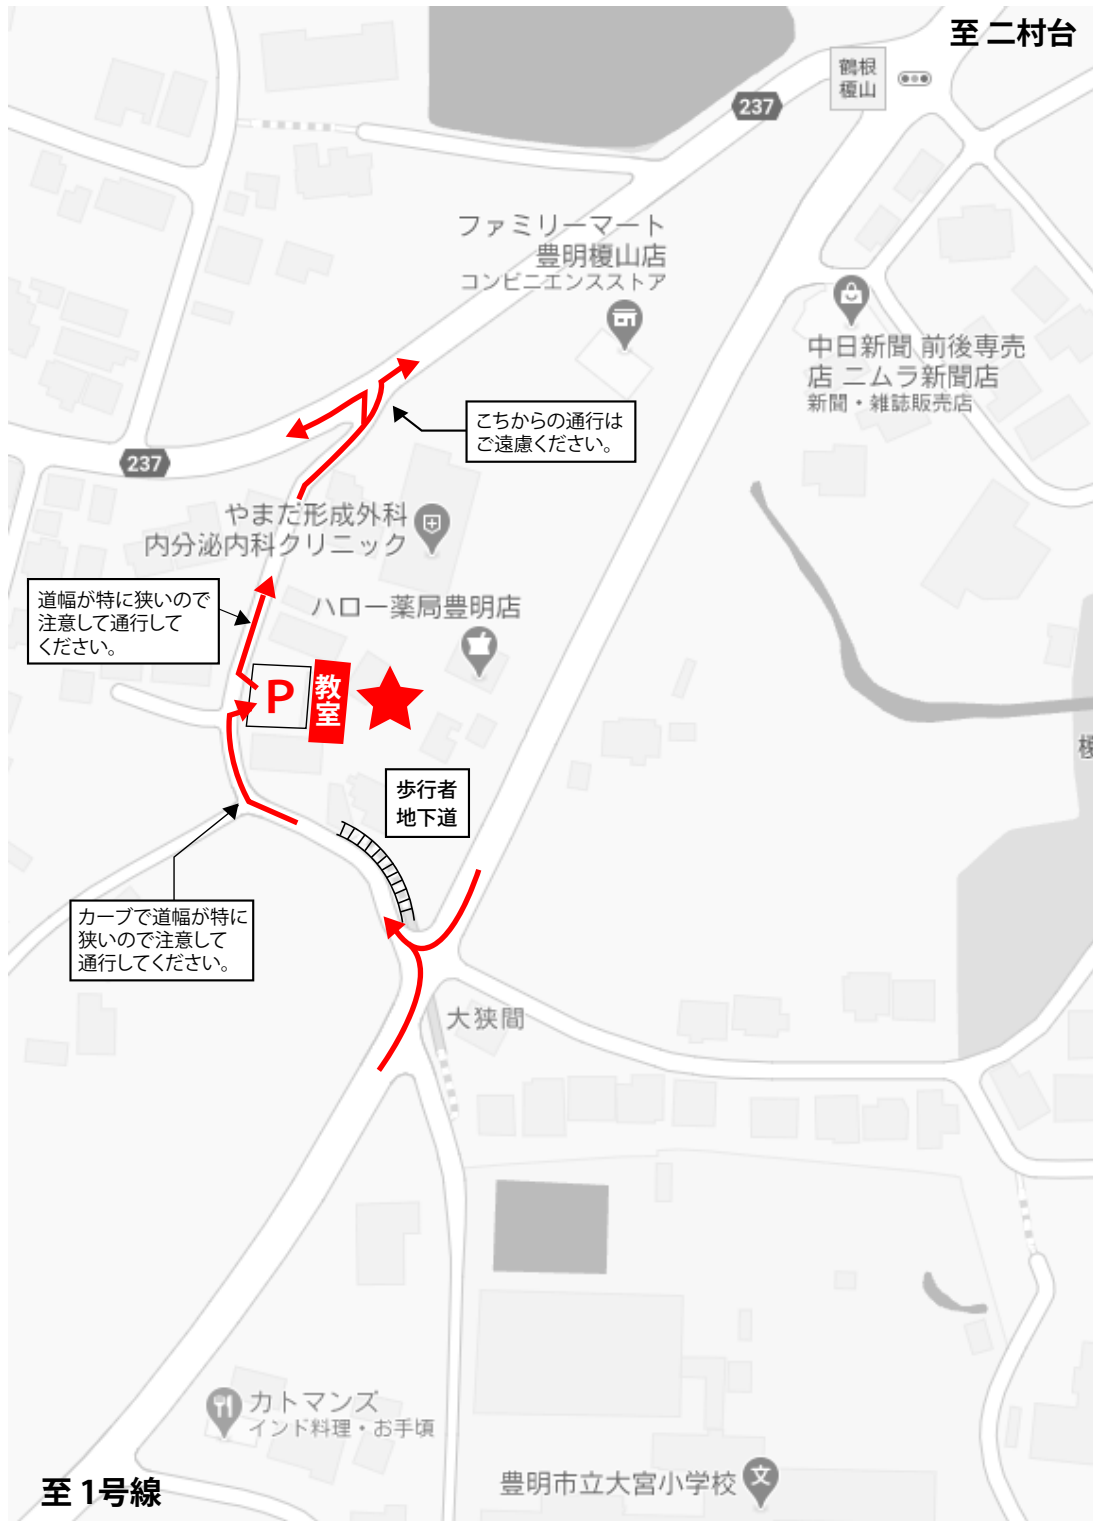 至 二村台
鶴根
榎山
237
ファミリーマート
豊明榎山店
コンビニエンスストア
中日新聞 前後専売
店 ニムラ新聞店
新聞・雑誌販売店
こちからの通行は
ご遠慮ください。
237
やまだ形成外科
内分泌内科クリニック
道幅が特に狭いので
注意して通行して
ください。
ハロー薬局豊明店
P
教室
榎
歩行者
地下道
カーブで道幅が特に
狭いので注意して
通行してください。
大狭間
カトマンズ
インド料理・お手頃
至 1号線
豊明市立大宮小学校
文